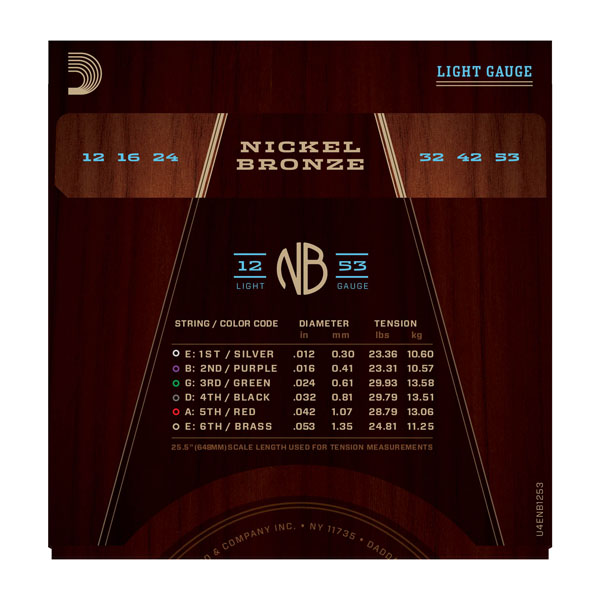 LIGHT GAUGE
12 16 24
NICKEL
BRONZE
32 42 53
12 NB 53
LIGHT GAUGE
STRING / COLOR CODE DIAMETER TENSION
in mm lbs kg
E: 1ST / SILVER .012 0.30 23.36 10.60
B: 2ND / PURPLE .016 0.41 23.31 10.57
G: 3RD / GREEN .024 0.61 29.93 13.58
D: 4TH / BLACK .032 0.81 29.79 13.51
A: 5TH / RED .042 1.07 28.79 13.06
E: 6TH / BRASS .053 1.35 24.81 11.25
25.5" (648MM) SCALE LENGTH USED FOR TENSION MEASUREMENTS
& COMPANY INC. • NY 11735 •
U4ENB1253